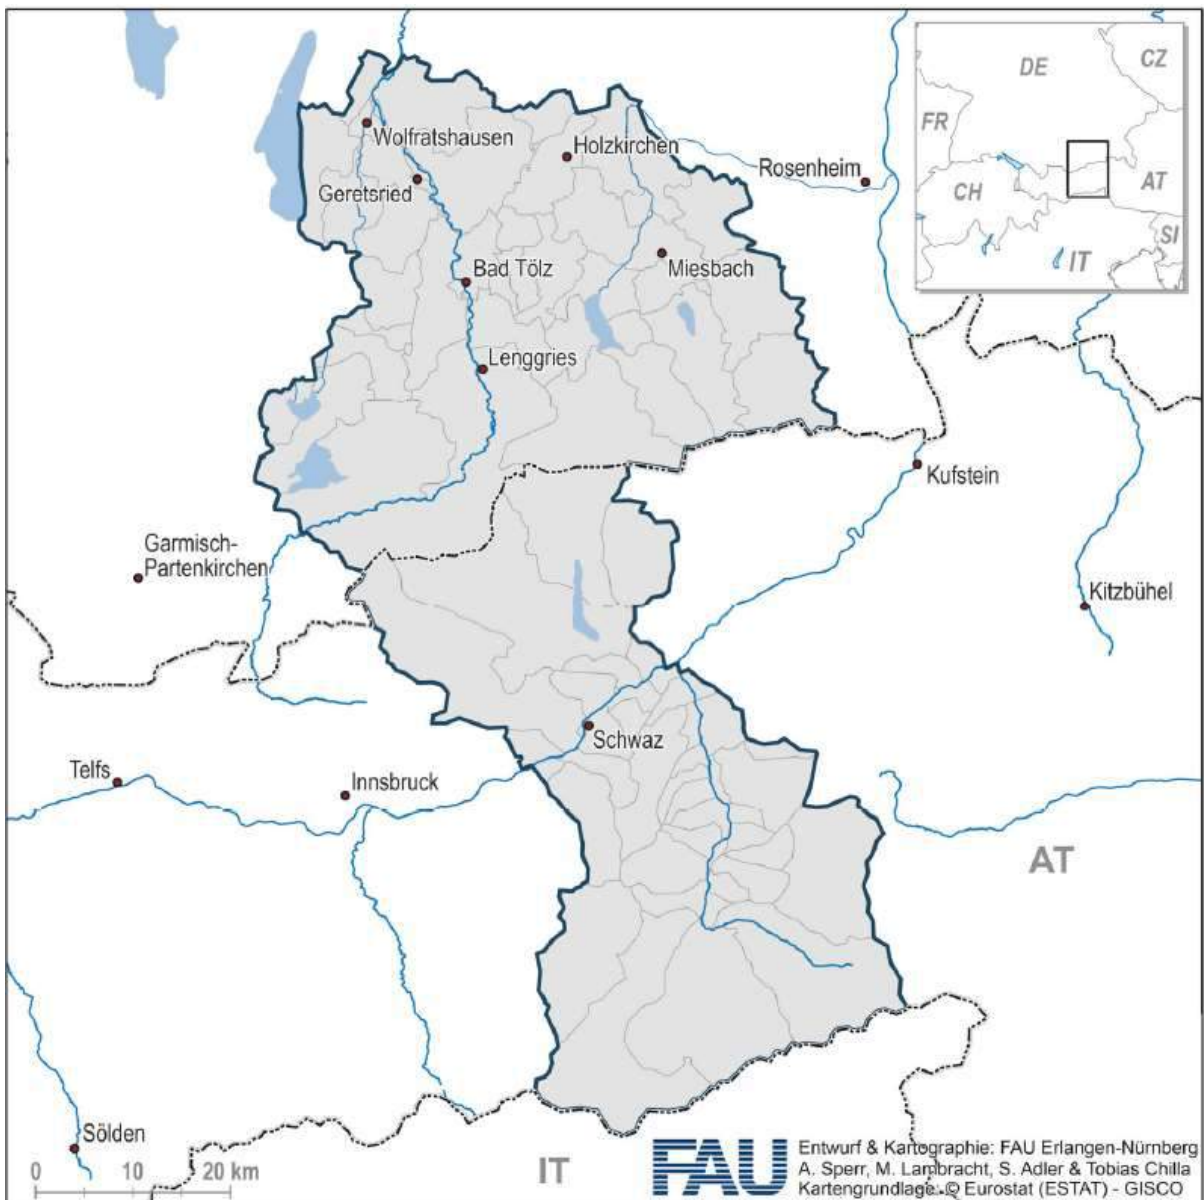 DE
CZ
FR
CH
AT
SI
IT
Wolfratshausen
Holzkirchen
Rosenheim
Geretsried
Bad Tölz
Miesbach
Lenggries
Kufstein
Garmisch-
Partenkirchen
Kitzbühel
Schwaz
Telfs
Innsbruck
AT
Sölden
IT
0 10 20 km
FAU
Entwurf & Kartographie: FAU Erlangen-Nürnberg
A. Sperr, M. Lambracht, S. Adler & Tobias Chilla
Kartengrundlage: © Eurostat (ESTAT) - GISCO